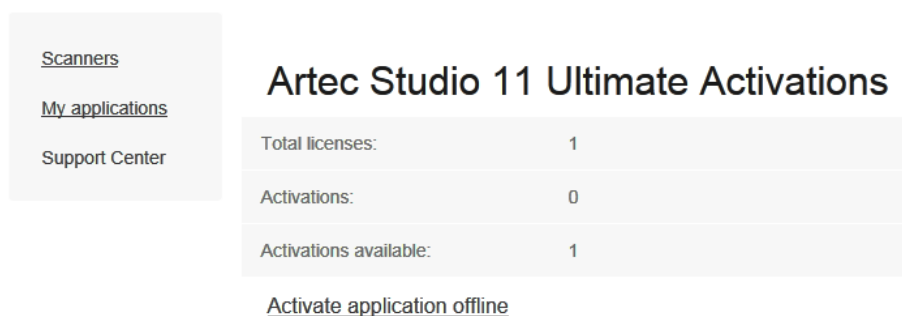 Scanners
My applications
Support Center
Artec Studio 11 Ultimate Activations
Total licenses: 1
Activations: 0
Activations available: 1
Activate application offline